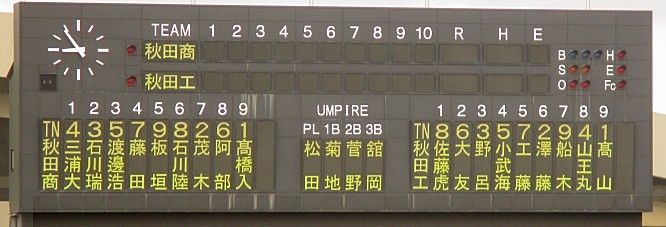 TEAM 1 2 3 4 5 6 7 8 9 10 R H E
秋田商
秋田工
B H
S E
O Fc
1 2 3 4 5 6 7 8 9
TN 4 3 5 7 9 8 2 6 1
秋田商
三浦大
石川瑞
渡邊浩
藤田
板垣
石川陸
茂木
阿部
髙橋入
UMPIRE
PL 1B 2B 3B
松田
菊地
菅野
舘岡
1 2 3 4 5 6 7 8 9
TN 8 6 3 5 7 2 9 4 1
秋田工
佐藤虎
大友
野呂
小武海
工藤
澤藤
船木
山王丸
髙山